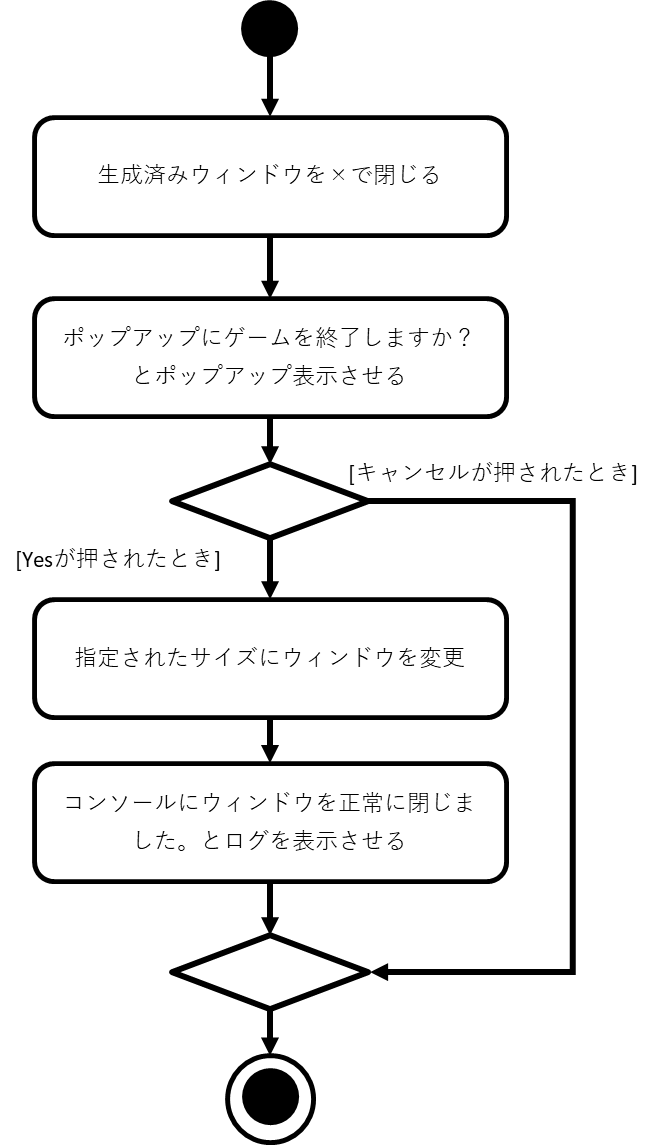 生成済みウィンドウを×で閉じる
ポップアップにゲームを終了しますか？
とポップアップ表示させる
[キャンセルが押されたとき]
[Yesが押されたとき]
指定されたサイズにウィンドウを変更
コンソールにウィンドウを正常に閉じま
した。とログを表示させる